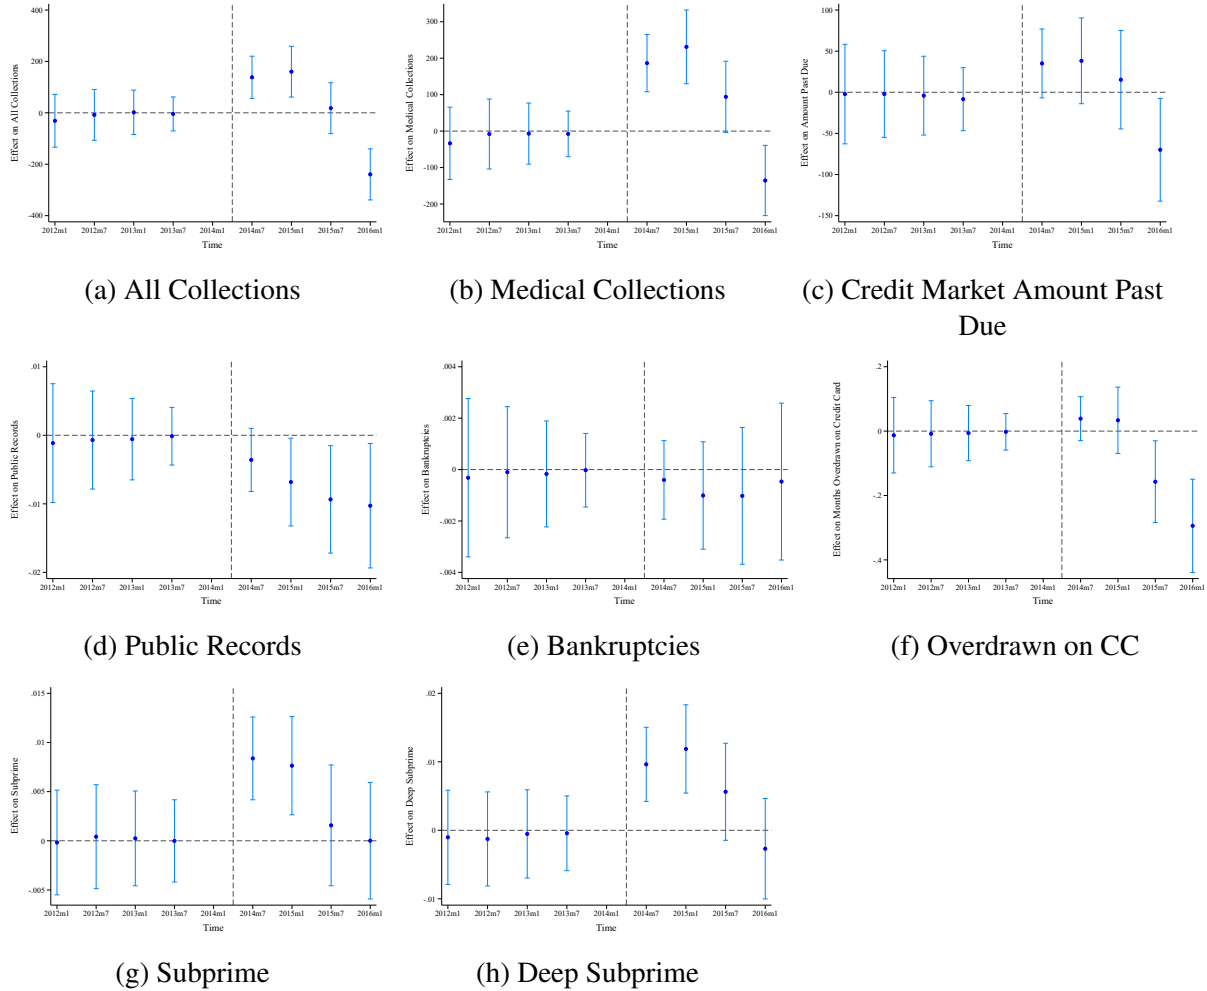 400
200
0
-200
-400
Effect on All Collections
2012m1 2012m7 2013m1 2013m7 2014m1 2014m7 2015m1 2015m7 2016m1
Time
(a) All Collections
300
200
100
0
-100
-200
Effect on Medical Collections
2012m1 2012m7 2013m1 2013m7 2014m1 2014m7 2015m1 2015m7 2016m1
Time
(b) Medical Collections
100
50
0
-50
-100
-150
Effect on Amount Past Due
2012m1 2012m7 2013m1 2013m7 2014m1 2014m7 2015m1 2015m7 2016m1
Time
(c) Credit Market Amount Past
Due
.01
0
-.01
-.02
Effect on Public Records
2012m1 2012m7 2013m1 2013m7 2014m1 2014m7 2015m1 2015m7 2016m1
Time
(d) Public Records
.004
.002
0
-.002
-.004
Effect on Bankruptcies
2012m1 2012m7 2013m1 2013m7 2014m1 2014m7 2015m1 2015m7 2016m1
Time
(e) Bankruptcies
.2
0
-.2
-.4
Effect on Months Overdrawn on Credit Card
2012m1 2012m7 2013m1 2013m7 2014m1 2014m7 2015m1 2015m7 2016m1
Time
(f) Overdrawn on CC
.015
.01
.005
0
-.005
Effect on Subprime
2012m1 2012m7 2013m1 2013m7 2014m1 2014m7 2015m1 2015m7 2016m1
Time
(g) Subprime
.02
.01
0
-.01
Effect on Deep Subprime
2012m1 2012m7 2013m1 2013m7 2014m1 2014m7 2015m1 2015m7 2016m1
Time
(h) Deep Subprime